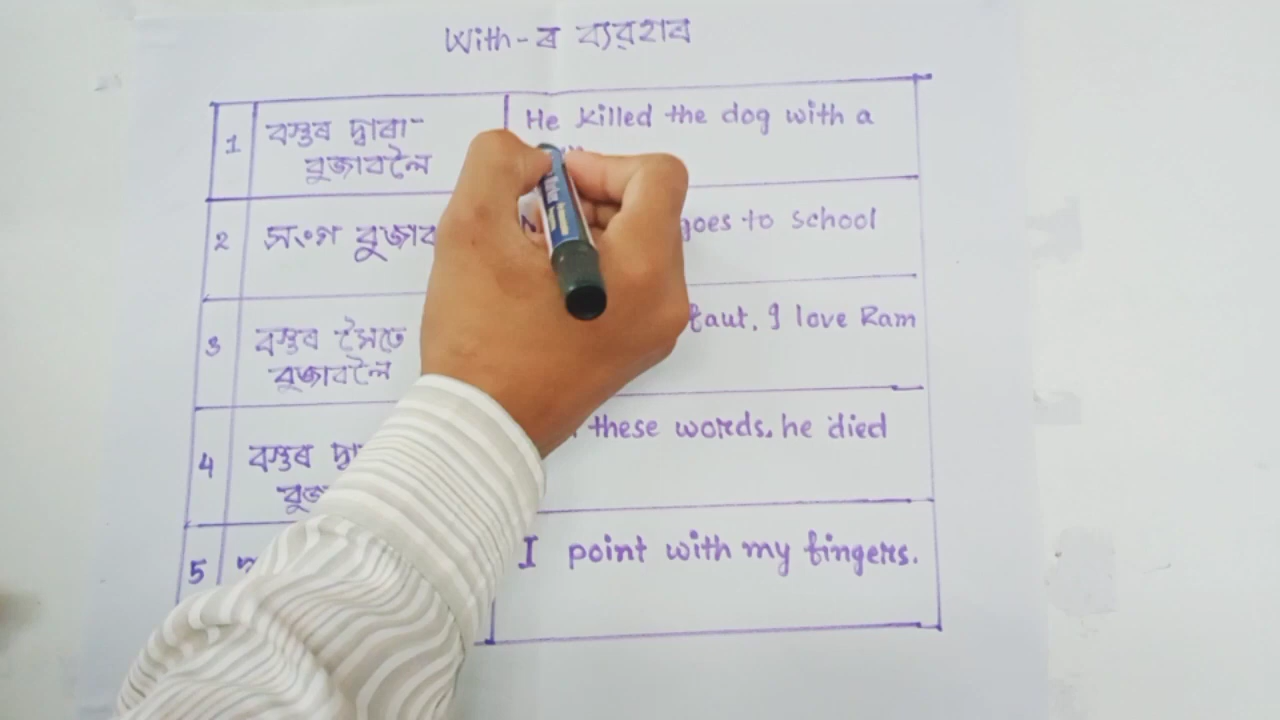 With-ৰ ব্যৱহাৰ
1 বস্তুৰ দ্বাৰা He killed the dog with a
বুজাবলৈ
2 সংগ বুজাব goes to school
3 বস্তুৰ সৈতে faut, I love Ram
বুজাবলৈ
4 বস্তুৰ these words, he died
5 I point with my fingers.